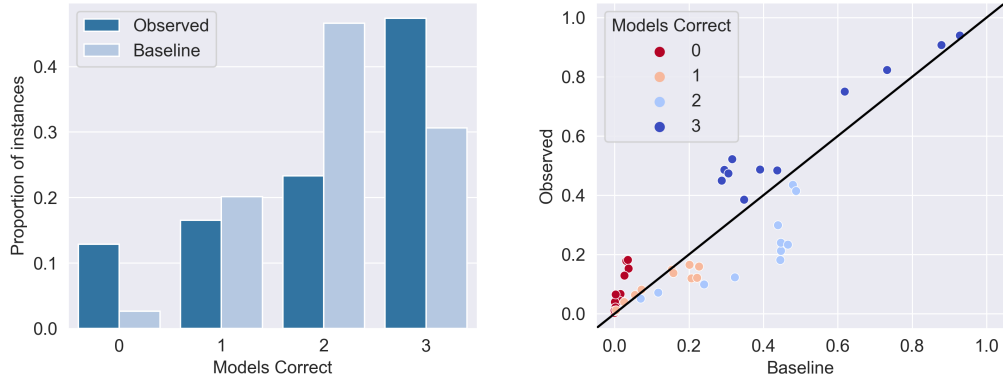 Observed
Baseline
0.4
0.3
0.2
0.1
0.0
Proportion of instances
0 1 2 3
Models Correct
Models Correct
0
1
2
3
1.0
0.8
0.6
0.4
0.2
0.0
Observed
0.0 0.2 0.4 0.6 0.8 1.0
Baseline